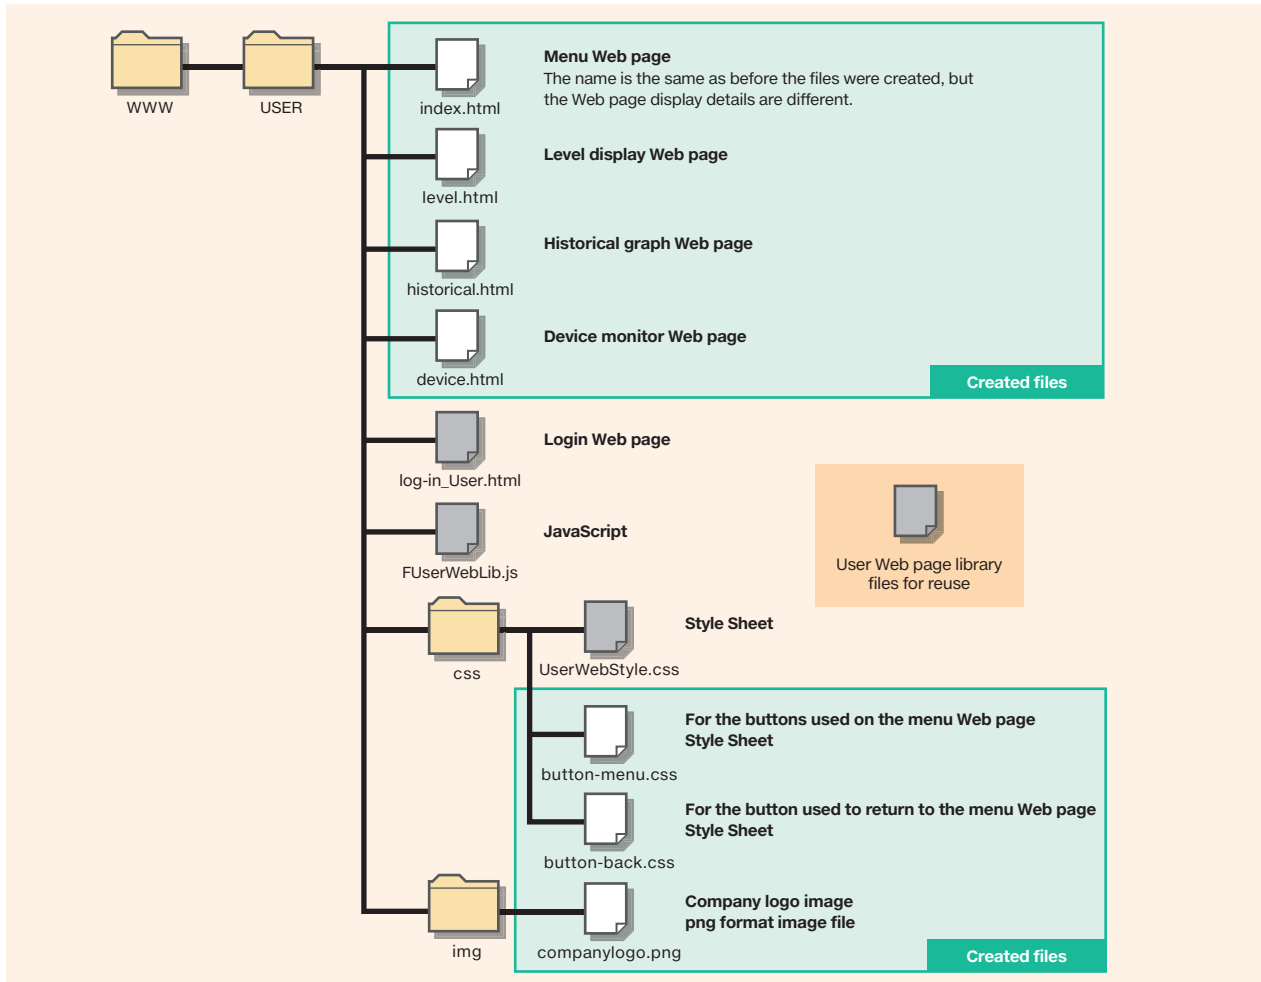 WWW
USER
index.html
Menu Web page
The name is the same as before the files were created, but
the Web page display details are different.
level.html
Level display Web page
historical.html
Historical graph Web page
device.html
Device monitor Web page
Created files
log-in_User.html
Login Web page
FUserWebLib.js
JavaScript
User Web page library
files for reuse
css
UserWebStyle.css
Style Sheet
button-menu.css
For the buttons used on the menu Web page
Style Sheet
button-back.css
For the button used to return to the menu Web page
Style Sheet
img
companylogo.png
Company logo image
png format image file
Created files